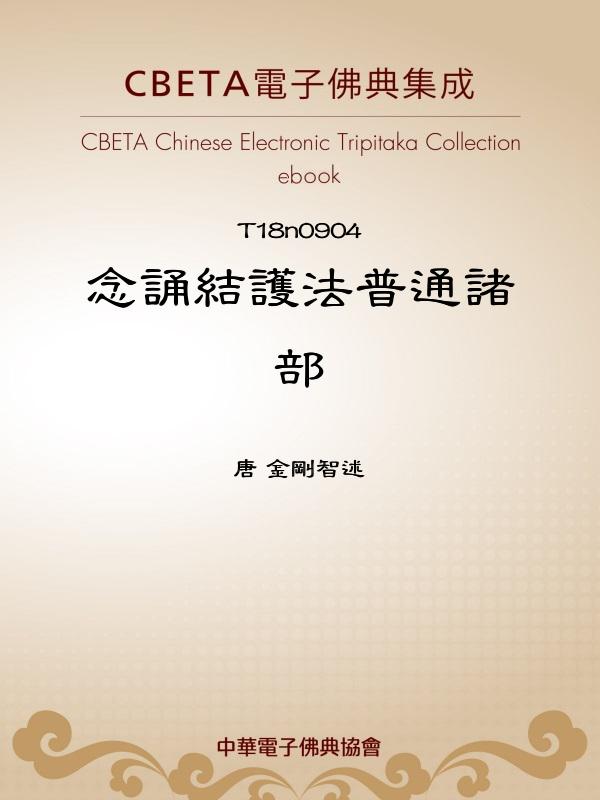 CBETA電子佛典集成
CBETA Chinese Electronic Tripitaka Collection
ebook
T18n0904
念誦結護法普通諸
部
唐 金剛智述
中華電子佛典協會